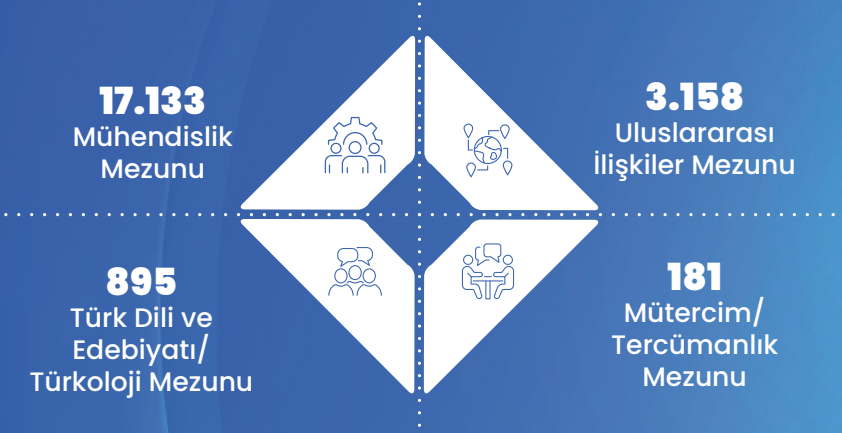 17.133
Mühendislik
Mezunu
3.158
Uluslararası
İlişkiler Mezunu
895
Türk Dili ve
Edebiyatı/
Türkoloji Mezunu
181
Mütercim/
Tercümanlık
Mezunu